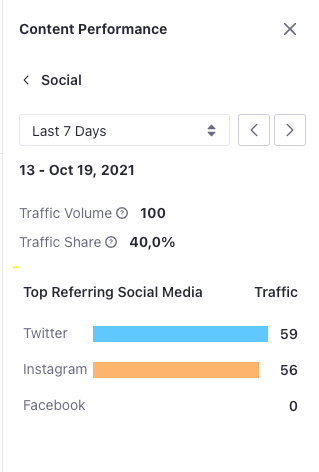 Content Performance
Social
Last 7 Days
13 - Oct 19, 2021
Traffic Volume ? 100
Traffic Share ? 40,0%
Top Referring Social Media Traffic
Twitter 59
Instagram 56
Facebook 0